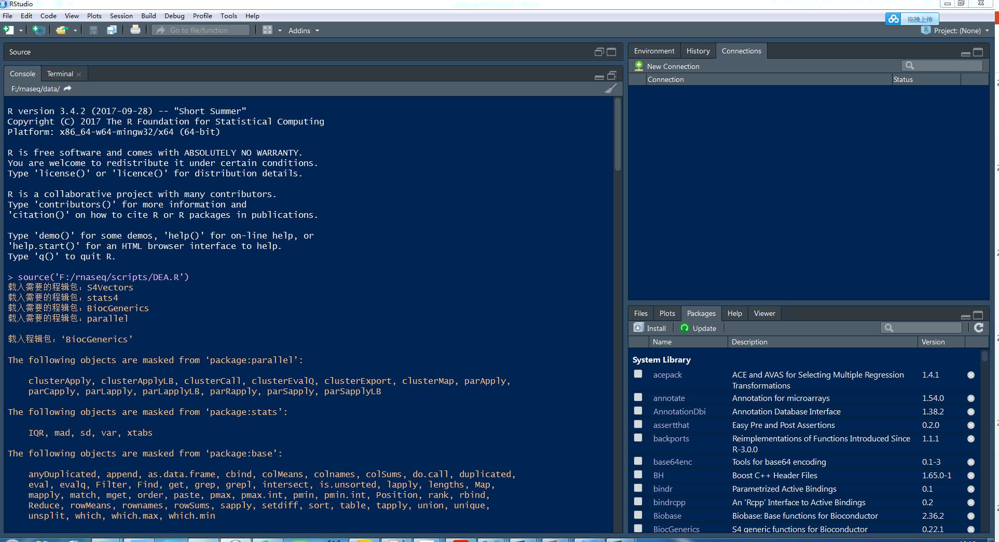 RStudio
File Edit Code View Plots Session Build Debug Profile Tools Help
拖拽上传
Go to file/function Addins Project: (None)
Source
Console Terminal
F:/rnaseq/data/
R version 3.4.2 (2017-09-28) -- "Short Summer"
Copyright (C) 2017 The R Foundation for Statistical Computing
Platform: x86_64-w64-mingw32/x64 (64-bit)
R is free software and comes with ABSOLUTELY NO WARRANTY.
You are welcome to redistribute it under certain conditions.
Type 'license()' or 'licence()' for distribution details.
R is a collaborative project with many contributors.
Type 'contributors()' for more information and
'citation()' on how to cite R or R packages in publications.
Type 'demo()' for some demos, 'help()' for on-line help, or
'help.start()' for an HTML browser interface to help.
Type 'q()' to quit R.
> source('F:/rnaseq/scripts/DEA.R')
载入需要的程辑包：S4Vectors
载入需要的程辑包：stats4
载入需要的程辑包：BiocGenerics
载入需要的程辑包：parallel
载入程辑包：‘BiocGenerics’
The following objects are masked from ‘package:parallel’:
clusterApply, clusterApplyLB, clusterCall, clusterEvalQ, clusterExport, clusterMap, parApply,
parCapply, parLapply, parLapplyLB, parRapply, parSapply, parSapplyLB
The following objects are masked from ‘package:stats’:
IQR, mad, sd, var, xtabs
The following objects are masked from ‘package:base’:
anyDuplicated, append, as.data.frame, cbind, colMeans, colnames, colSums, do.call, duplicated,
eval, evalq, Filter, Find, get, grep, grepl, intersect, is.unsorted, lapply, lengths, Map,
mapply, match, mget, order, paste, pmax, pmax.int, pmin, pmin.int, Position, rank, rbind,
Reduce, rowMeans, rownames, rowSums, sapply, setdiff, sort, table, tapply, union, unique,
unsplit, which, which.max, which.min
Environment History Connections
New Connection
Connection Status
Files Plots Packages Help Viewer
Install Update
Name Description Version
System Library
acepack ACE and AVAS for Selecting Multiple Regression 1.4.1
Transformations
annotate Annotation for microarrays 1.54.0
AnnotationDbi Annotation Database Interface 1.38.2
assertthat Easy Pre and Post Assertions 0.2.0
backports Reimplementations of Functions Introduced Since 1.1.1
R-3.0.0
base64enc Tools for base64 encoding 0.1-3
BH Boost C++ Header Files 1.65.0-1
bindr Parametrized Active Bindings 0.1
bindrcpp An 'Rcpp' Interface to Active Bindings 0.2
Biobase Biobase: Base functions for Bioconductor 2.36.2
BiocGenerics S4 generic functions for Bioconductor 0.22.1